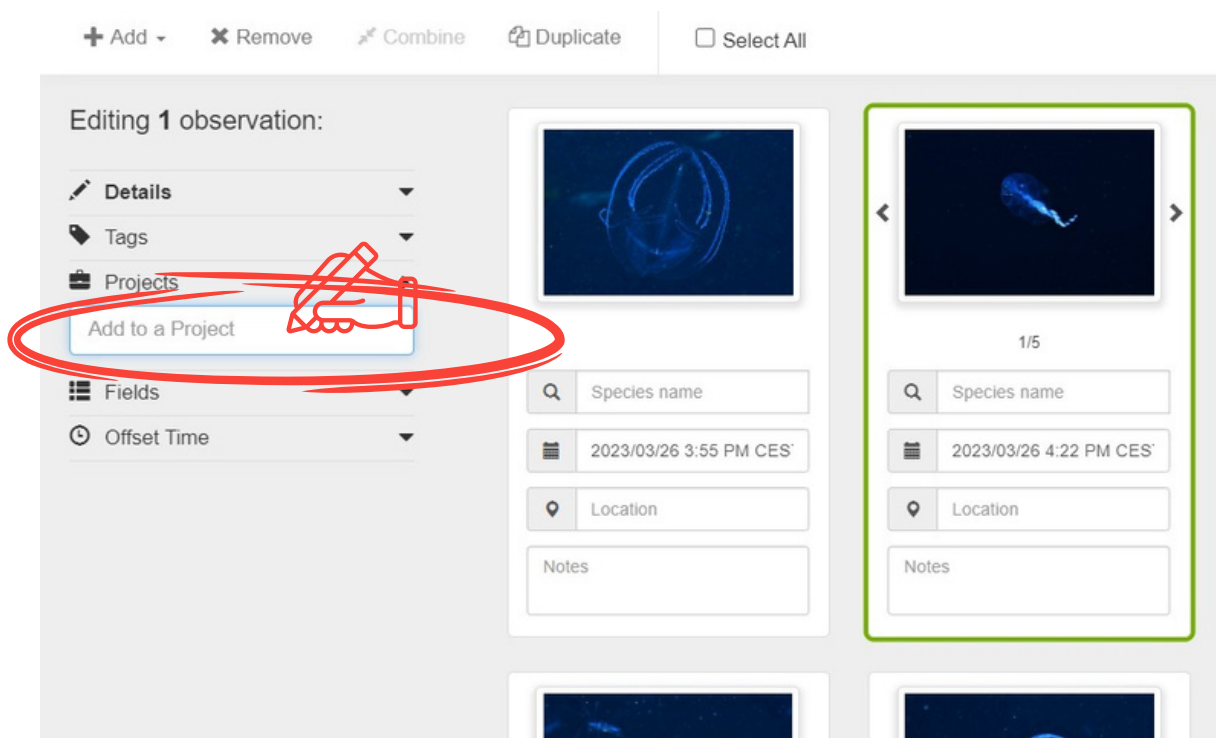 Add Remove Combine Duplicate Select All
Editing 1 observation:
Details
Tags
Projects
Add to a Project
Fields
Offset Time
1/5
Species name
2023/03/26 3:55 PM CES
Location
Notes
Species name
2023/03/26 4:22 PM CES
Location
Notes